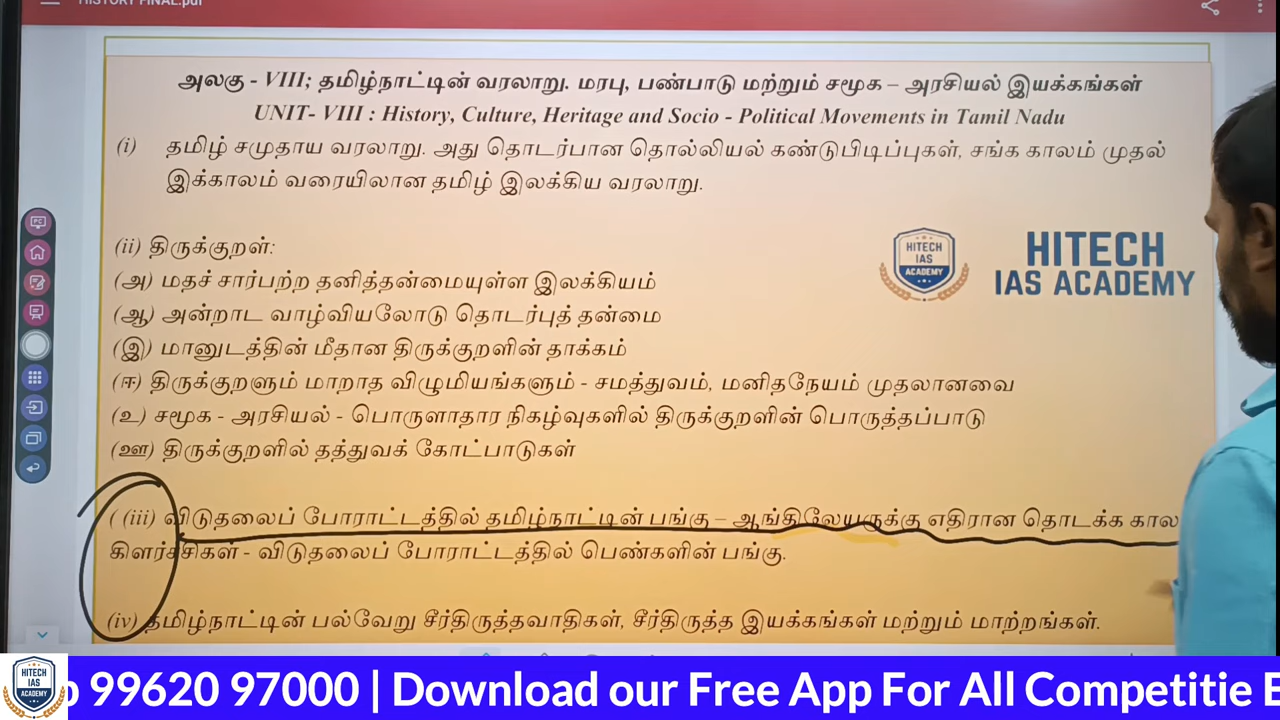 HISTORY FINAL.pdf
அலகு - VIII; தமிழ்நாட்டின் வரலாறு. மரபு, பண்பாடு மற்றும் சமூக – அரசியல் இயக்கங்கள்
UNIT- VIII : History, Culture, Heritage and Socio - Political Movements in Tamil Nadu
(i) தமிழ் சமுதாய வரலாறு. அது தொடர்பான தொல்லியல் கண்டுபிடிப்புகள், சங்க காலம் முதல்
இக்காலம் வரையிலான தமிழ் இலக்கிய வரலாறு.
(ii) திருக்குறள்:
(அ) மதச் சார்பற்ற தனித்தன்மையுள்ள இலக்கியம்
(ஆ) அன்றாட வாழ்வியலோடு தொடர்புத் தன்மை
(இ) மானுடத்தின் மீதான திருக்குறளின் தாக்கம்
(ஈ) திருக்குறளும் மாறாத விழுமியங்களும் - சமத்துவம், மனிதநேயம் முதலானவை
(உ) சமூக - அரசியல் - பொருளாதார நிகழ்வுகளில் திருக்குறளின் பொருத்தப்பாடு
(ஊ) திருக்குறளில் தத்துவக் கோட்பாடுகள்
HITECH
IAS
ACADEMY
HITECH
IAS ACADEMY
( (iii) விடுதலைப் போராட்டத்தில் தமிழ்நாட்டின் பங்கு – ஆங்கிலேயருக்கு எதிரான தொடக்க கால
கிளர்ச்சிகள் - விடுதலைப் போராட்டத்தில் பெண்களின் பங்கு.
(iv) தமிழ்நாட்டின் பல்வேறு சீர்திருத்தவாதிகள், சீர்திருத்த இயக்கங்கள் மற்றும் மாற்றங்கள்.
HITECH
IAS
ACADEMY
99620 97000 | Download our Free App For All Competitie